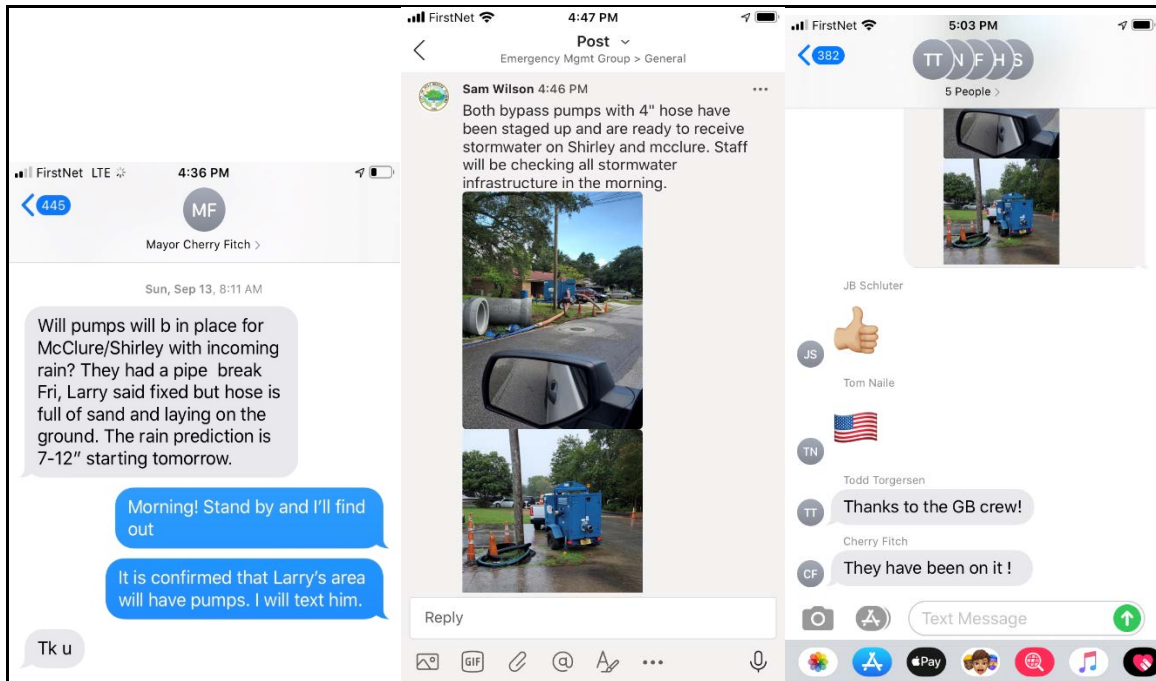 FirstNet LTE
4:36 PM
445
MF
Mayor Cherry Fitch >
Sun, Sep 13, 8:11 AM
Will pumps will b in place for
McClure/Shirley with incoming
rain? They had a pipe break
Fri, Larry said fixed but hose is
full of sand and laying on the
ground. The rain prediction is
7-12" starting tomorrow.
Morning! Stand by and I'll find
out
It is confirmed that Larry's area
will have pumps. I will text him.
Tk u
FirstNet
4:47 PM
Post
Emergency Mgmt Group > General
Sam Wilson 4:46 PM
Both bypass pumps with 4" hose have
been staged up and are ready to receive
stormwater on Shirley and mcclure. Staff
will be checking all stormwater
infrastructure in the morning.
Reply
GIF
FirstNet
5:03 PM
382
TT N F H S
5 People >
JB Schluter
JS
👍🏼
Tom Naile
TN
🇺🇸
Todd Torgersen
TT
Thanks to the GB crew!
Cherry Fitch
CF
They have been on it !
Text Message
Pay